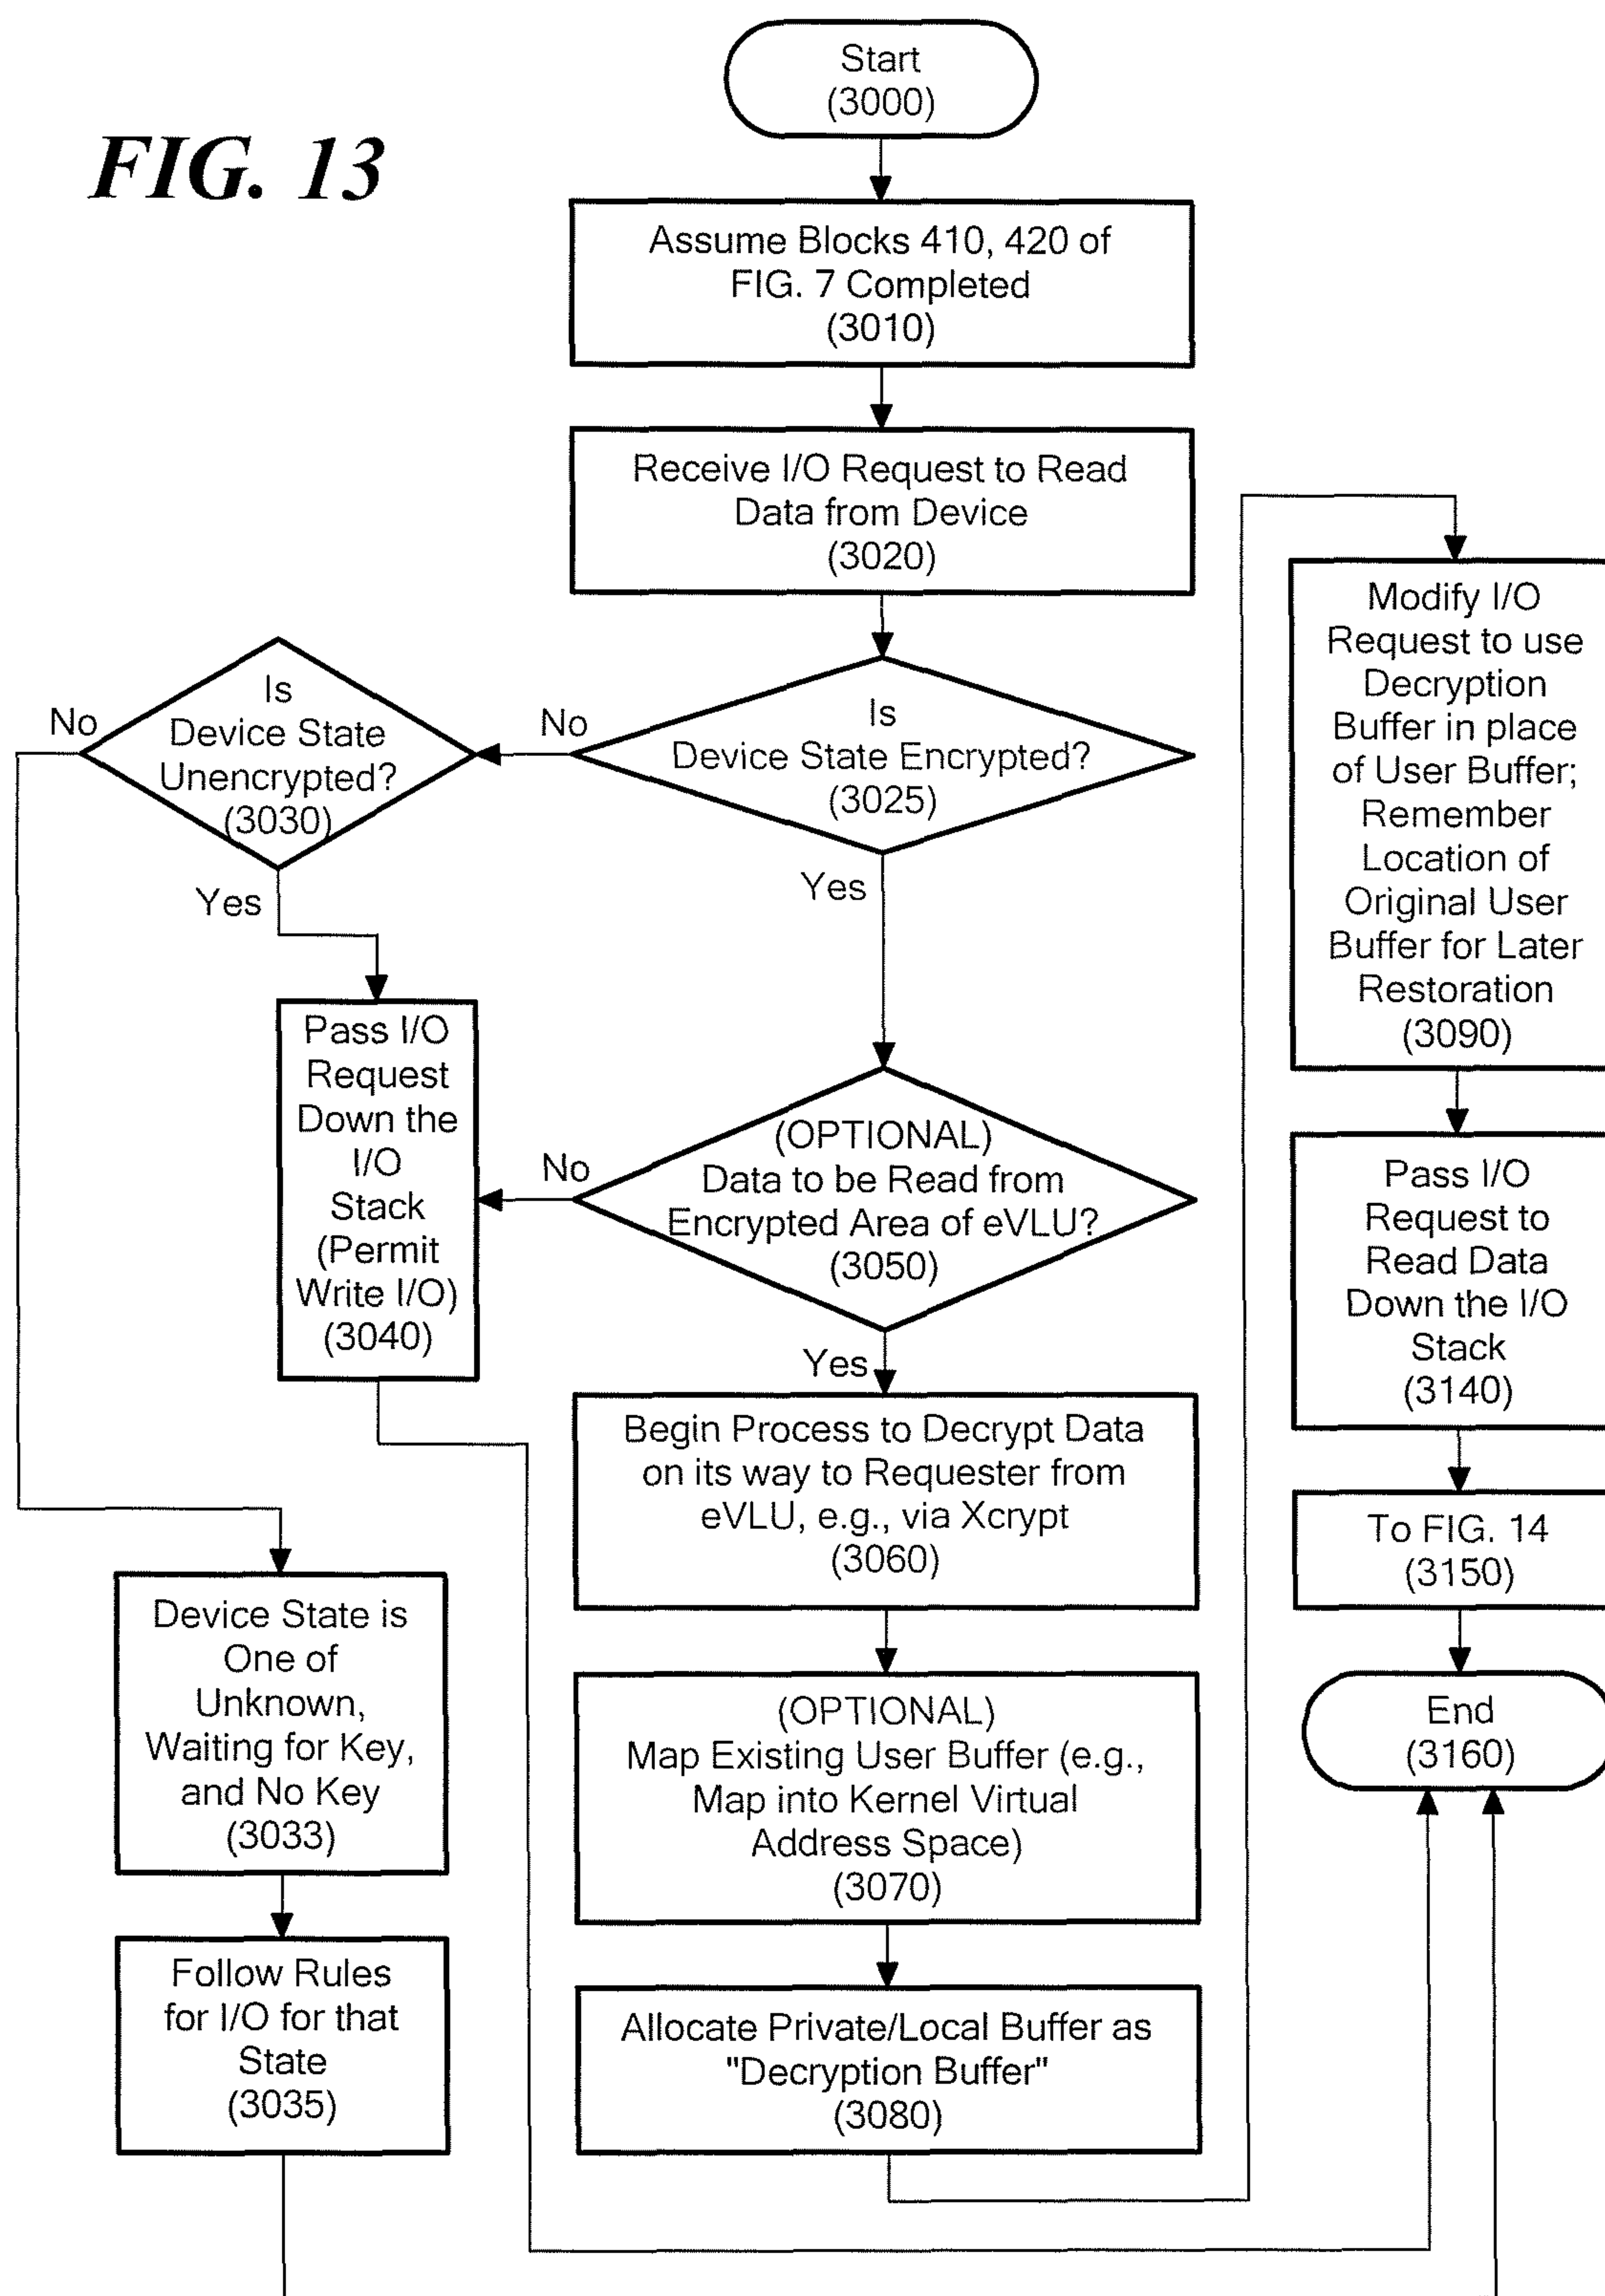 FIG. 13
Start
(3000)
Assume Blocks 410, 420 of
FIG. 7 Completed
(3010)
Receive I/O Request to Read
Data from Device
(3020)
Is
Device State Encrypted?
(3025)
No
Yes
Is
Device State
Unencrypted?
(3030)
No
Yes
Pass I/O
Request
Down the
I/O
Stack
(Permit
Write I/O)
(3040)
(OPTIONAL)
Data to be Read from
Encrypted Area of eVLU?
(3050)
No
Yes
Begin Process to Decrypt Data
on its way to Requester from
eVLU, e.g., via Xcrypt
(3060)
Device State is
One of
Unknown,
Waiting for Key,
and No Key
(3033)
Follow Rules
for I/O for that
State
(3035)
(OPTIONAL)
Map Existing User Buffer (e.g.,
Map into Kernel Virtual
Address Space)
(3070)
Allocate Private/Local Buffer as
"Decryption Buffer"
(3080)
Modify I/O
Request to use
Decryption
Buffer in place
of User Buffer;
Remember
Location of
Original User
Buffer for Later
Restoration
(3090)
Pass I/O
Request to
Read Data
Down the I/O
Stack
(3140)
To FIG. 14
(3150)
End
(3160)